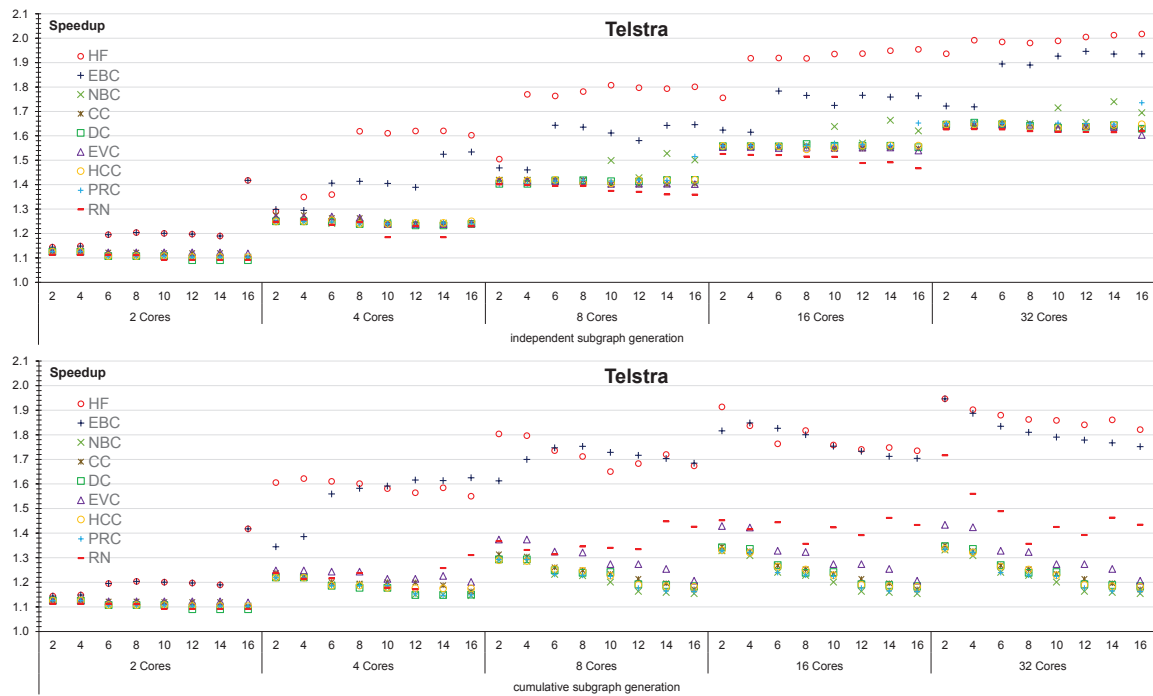 Speedup
Telstra
HF
EBC
NBC
CC
DC
EVC
HCC
PRC
RN
2.1
2.0
1.9
1.8
1.7
1.6
1.5
1.4
1.3
1.2
1.1
1.0
2 4 6 8 10 12 14 16 2 4 6 8 10 12 14 16 2 4 6 8 10 12 14 16 2 4 6 8 10 12 14 16 2 4 6 8 10 12 14 16
2 Cores 4 Cores 8 Cores 16 Cores 32 Cores
independent subgraph generation
Speedup
Telstra
HF
EBC
NBC
CC
DC
EVC
HCC
PRC
RN
2.1
2.0
1.9
1.8
1.7
1.6
1.5
1.4
1.3
1.2
1.1
1.0
2 4 6 8 10 12 14 16 2 4 6 8 10 12 14 16 2 4 6 8 10 12 14 16 2 4 6 8 10 12 14 16 2 4 6 8 10 12 14 16
2 Cores 4 Cores 8 Cores 16 Cores 32 Cores
cumulative subgraph generation